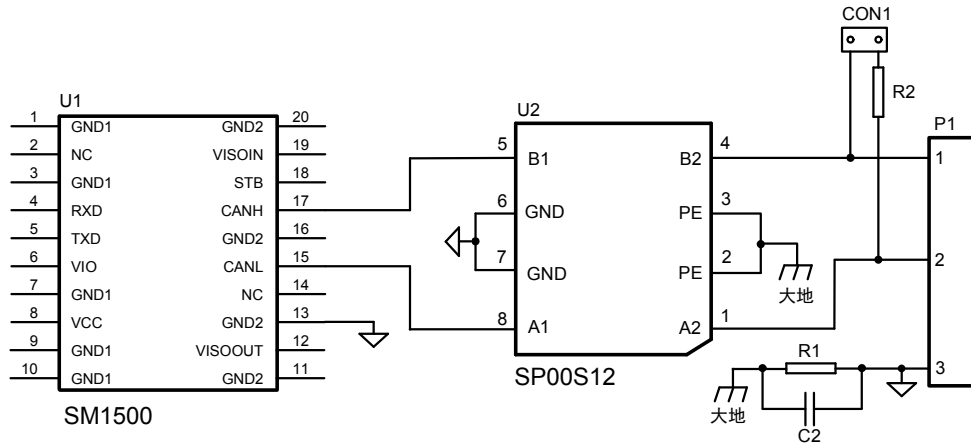 CON1
R2
U1
U2
P1
1 GND1 GND2 20
2 NC VISOIN 19
3 GND1 STB 18
4 RXD CANH 17
5 TXD GND2 16
6 VIO CANL 15
7 GND1 NC 14
8 VCC GND2 13
9 GND1 VISOOUT 12
10 GND1 GND2 11
SM1500
5 B1 B2 4
6 GND PE 3
7 GND PE 2
8 A1 A2 1
SP00S12
大地
1
2
3
R1
大地
C2